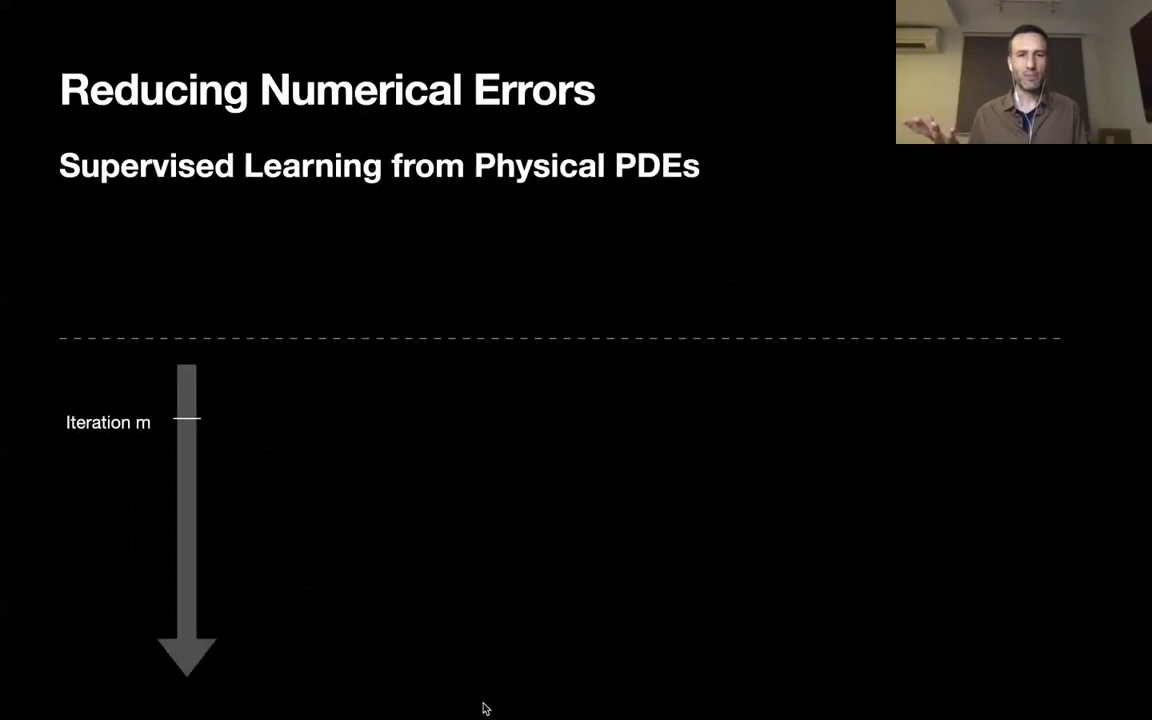 Reducing Numerical Errors
Supervised Learning from Physical PDEs
Iteration m